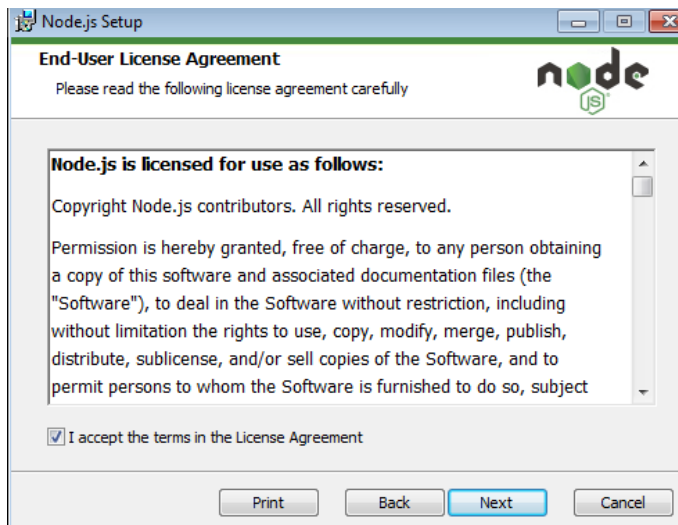 Node.js Setup
End-User License Agreement
Please read the following license agreement carefully
node
JS
Node.js is licensed for use as follows:
Copyright Node.js contributors. All rights reserved.
Permission is hereby granted, free of charge, to any person obtaining
a copy of this software and associated documentation files (the
"Software"), to deal in the Software without restriction, including
without limitation the rights to use, copy, modify, merge, publish,
distribute, sublicense, and/or sell copies of the Software, and to
permit persons to whom the Software is furnished to do so, subject
I accept the terms in the License Agreement
Print Back Next Cancel